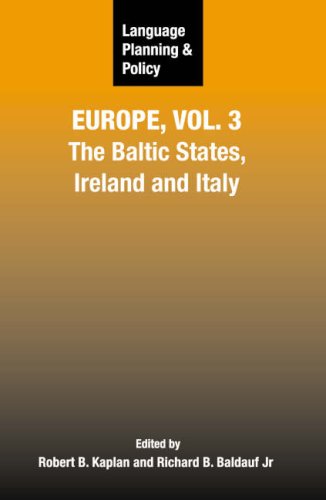 Language
Planning &
Policy
EUROPE, VOL. 3
The Baltic States,
Ireland and Italy
Edited by
Robert B. Kaplan and Richard B. Baldauf Jr